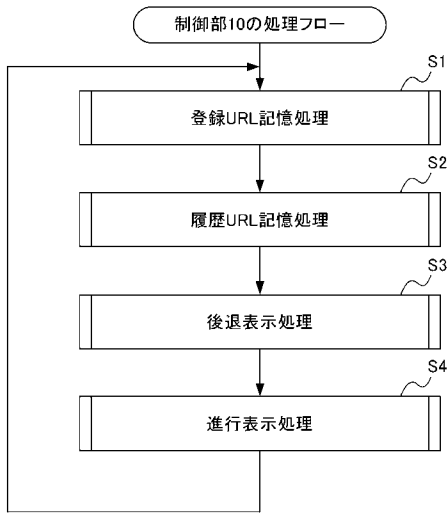 制御部10の処理フロー
S1
登録URL記憶処理
S2
履歴URL記憶処理
S3
後退表示処理
S4
進行表示処理